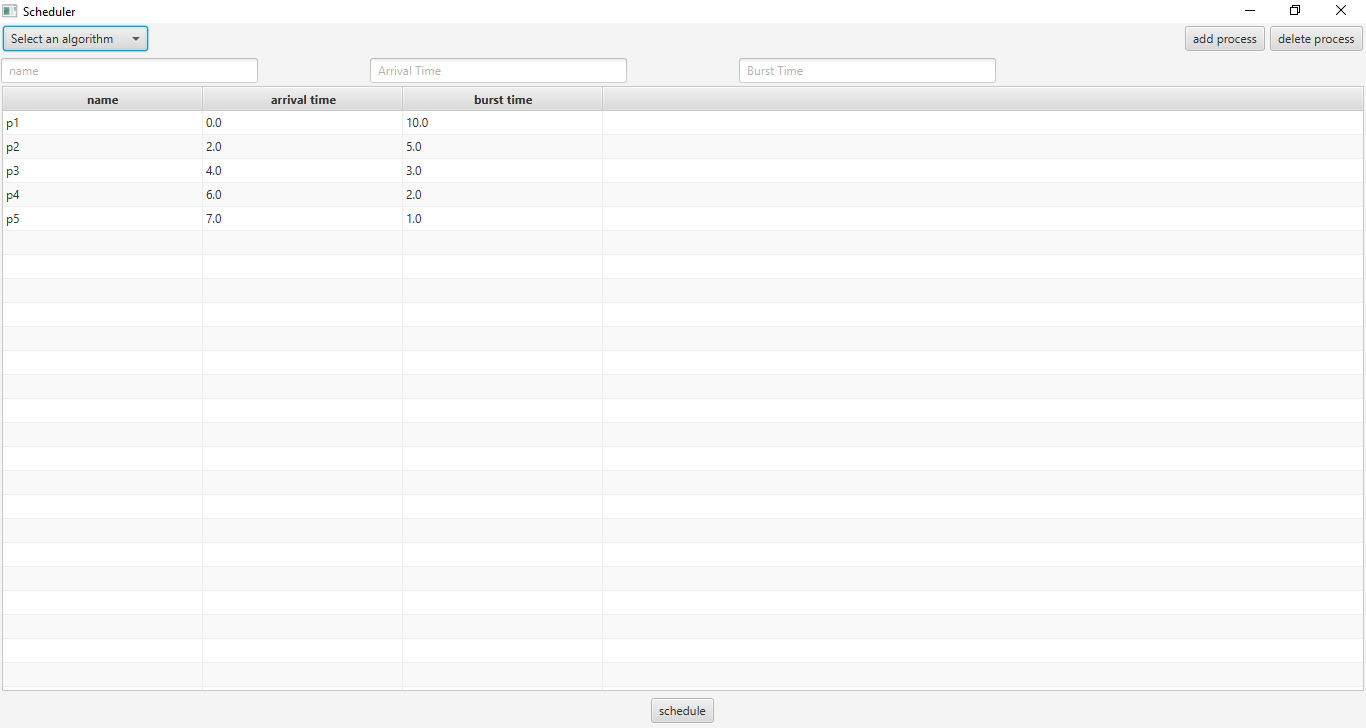 Scheduler
Select an algorithm add process delete process
name Arrival Time Burst Time
name arrival time burst time
p1 0.0 10.0
p2 2.0 5.0
p3 4.0 3.0
p4 6.0 2.0
p5 7.0 1.0
schedule